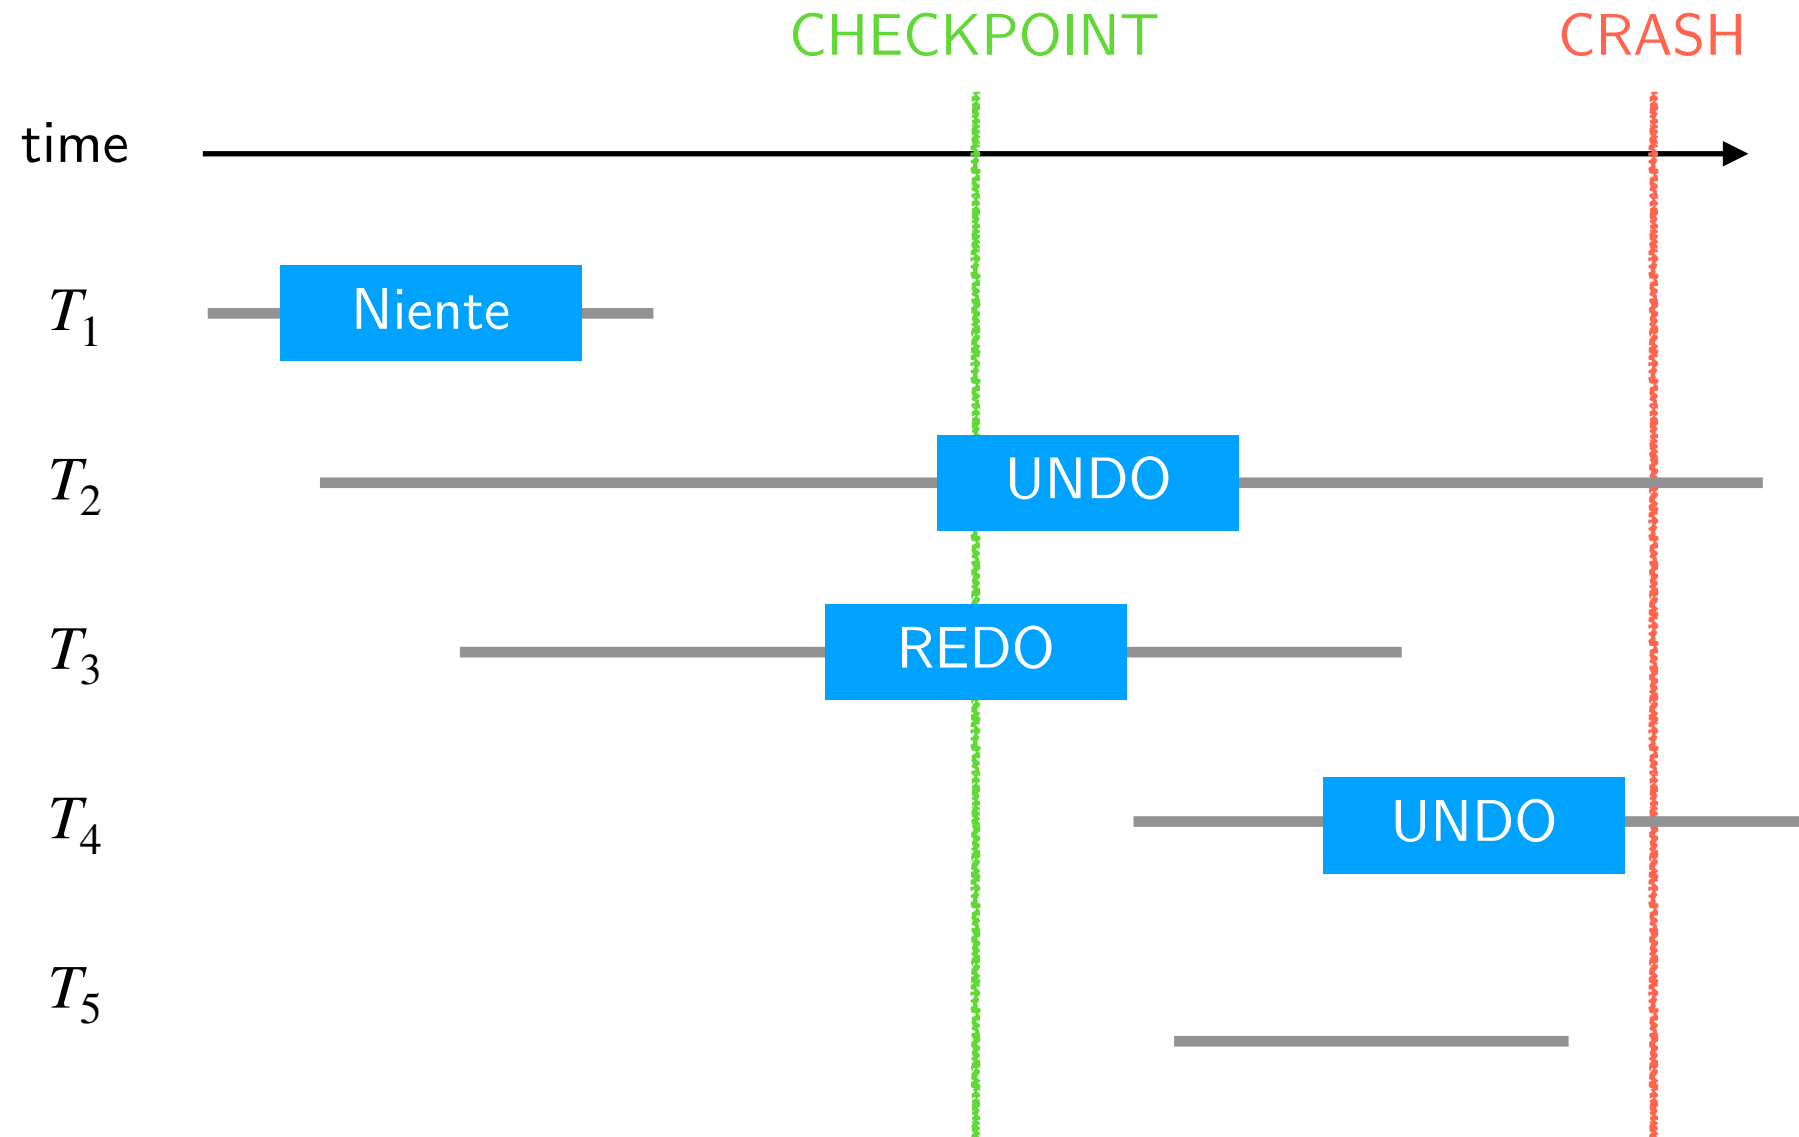 CHECKPOINT CRASH
time
T1 Niente
T2 UNDO
T3 REDO
T4 UNDO
T5